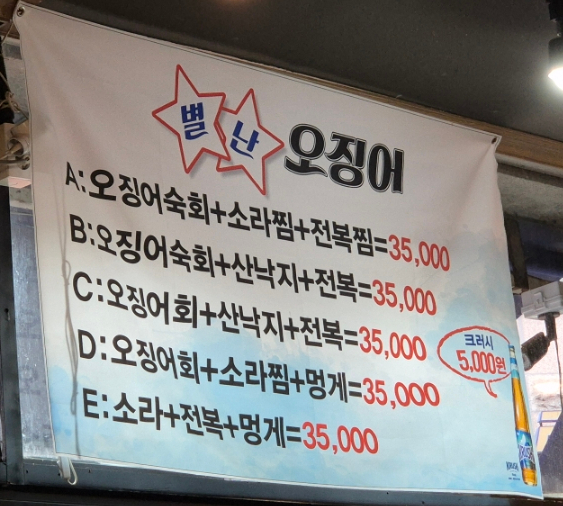 별난 오징어
A:오징어숙회+소라찜+전복찜=35,000
B:오징어숙회+산낙지+전복=35,000
C:오징어회+산낙지+전복=35,000
D:오징어회+소라찜+멍게=35,000
E:소라+전복+멍게=35,000
크러시
5,000원
KRUSH